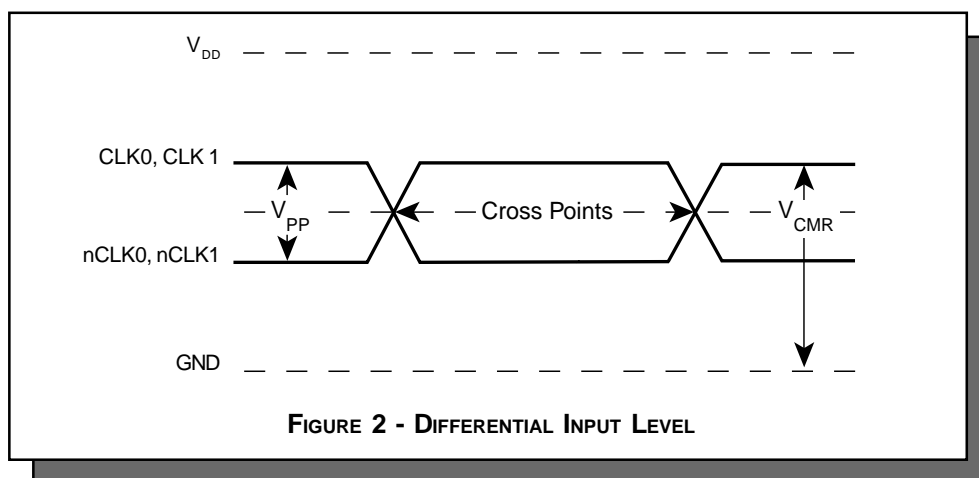 VDD
CLK0, CLK 1
VPP
Cross Points
VCMR
nCLK0, nCLK1
GND
FIGURE 2 - DIFFERENTIAL INPUT LEVEL